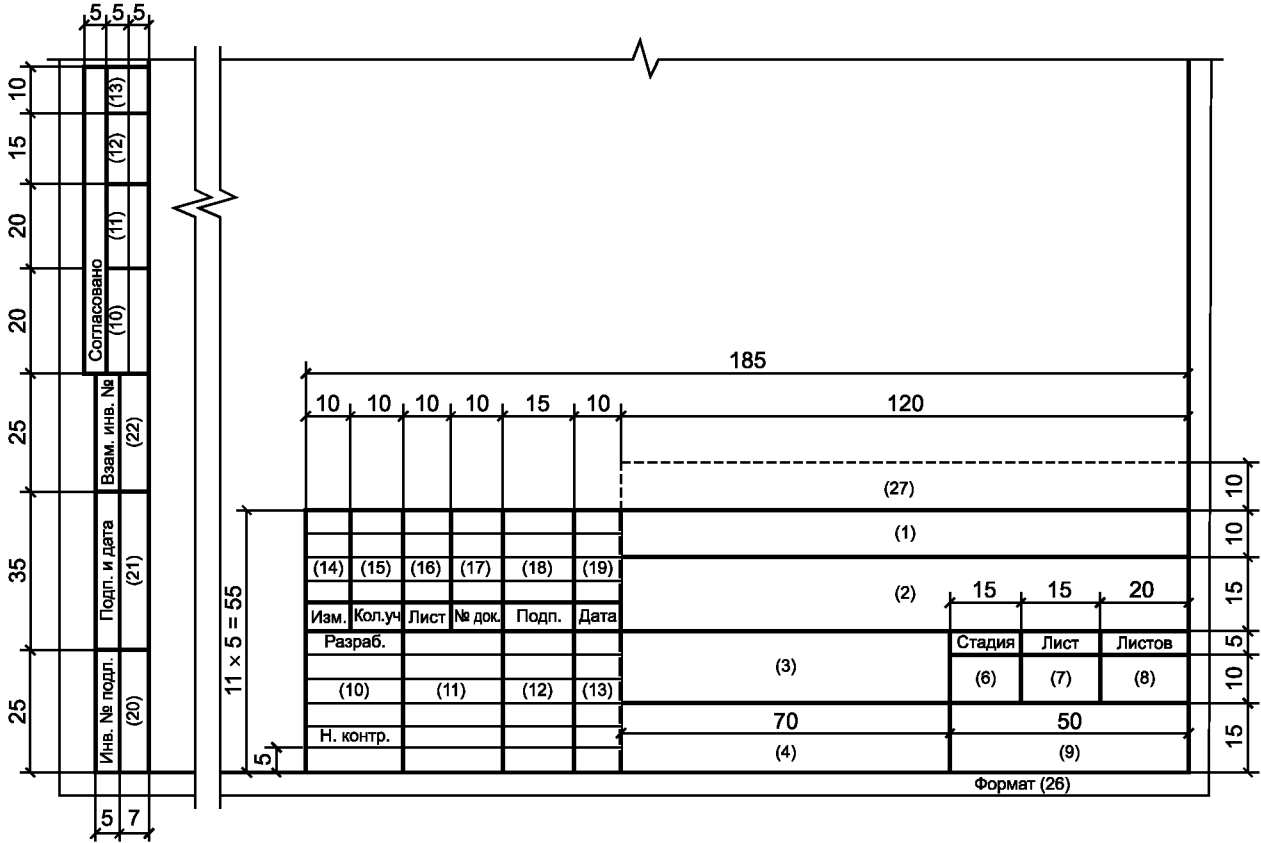 5 5 5
10
(13)
15
(12)
20
(11)
20
Согласовано
(10)
185
10 10 10 10 15 10 120
25
Взам. инв. №
(22)
(27)
10
(1)
10
35
Подп. и дата
(21)
11 × 5 = 55
(14) (15) (16) (17) (18) (19)
(2)
15 15 20
15
Изм. Кол.уч Лист № док. Подп. Дата
Разраб.
Стадия Лист Листов
5
(3)
(6) (7) (8)
10
(10) (11) (12) (13)
25
Инв. № подл.
(20)
70 50
Н. контр.
15
5
(4) (9)
Формат (26)
5 7